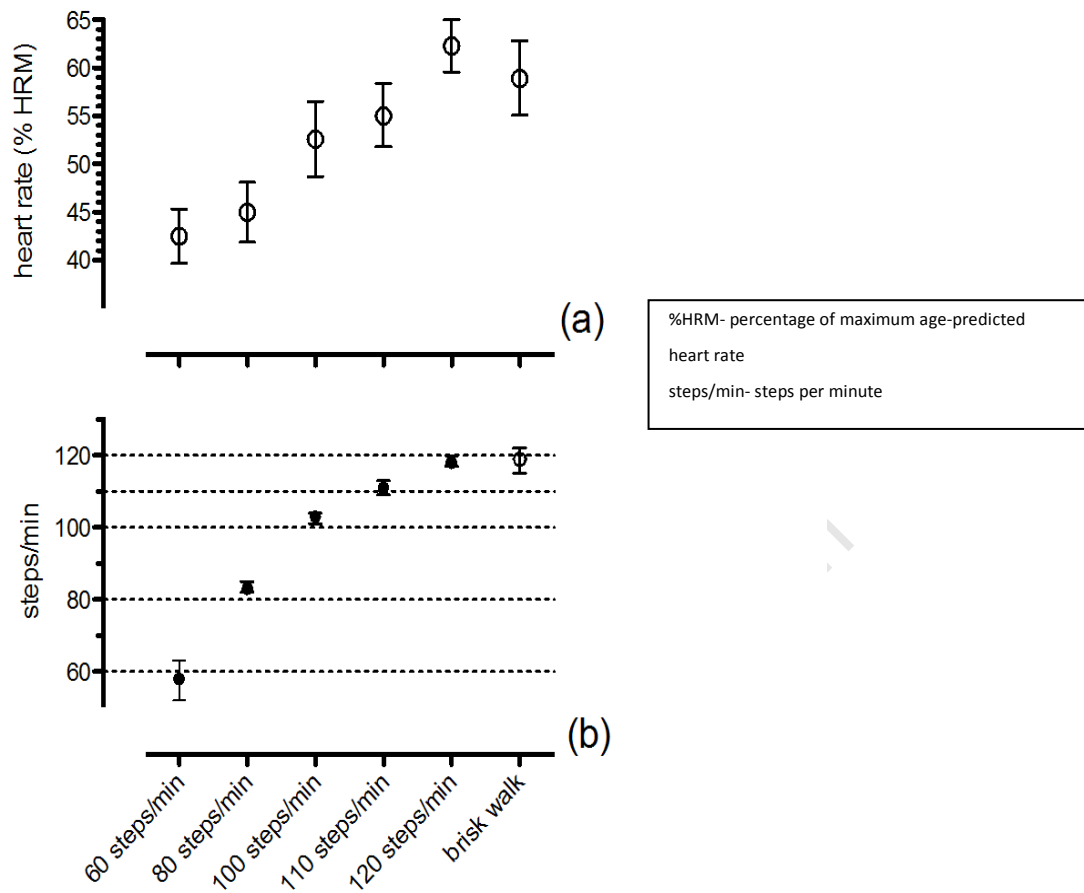 65
60
55
50
45
40
heart rate (% HRM)
(a)
%HRM- percentage of maximum age-predicted
heart rate
steps/min- steps per minute
120
100
80
60
steps/min
(b)
60 steps/min
80 steps/min
100 steps/min
110 steps/min
120 steps/min
brisk walk